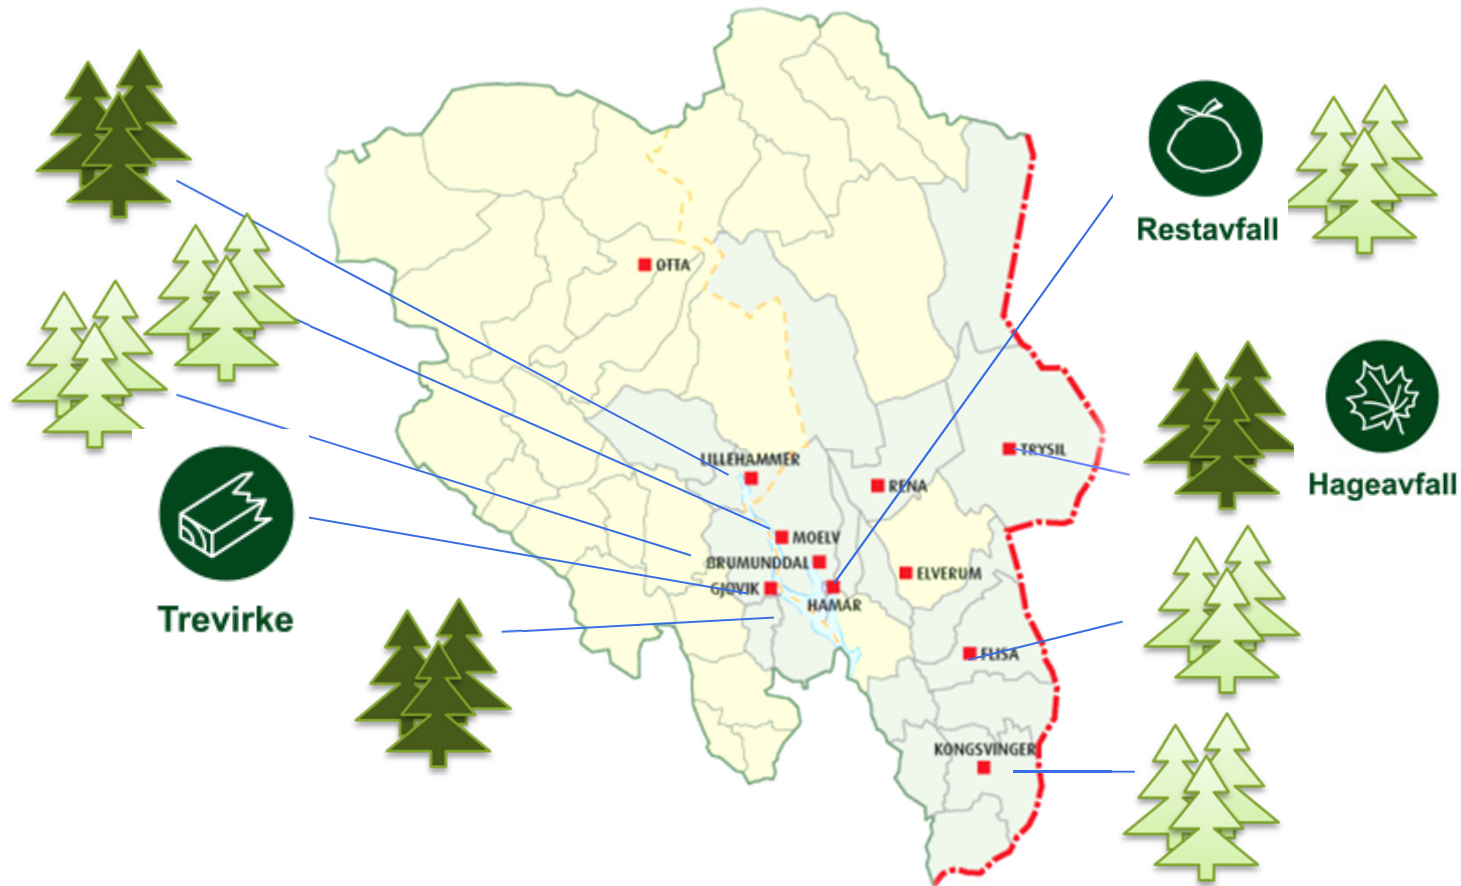 Restavfall
OTTA
TRYSIL
LILLEHAMMER
RENA
Hageavfall
MOELV
BRUMUNDDAL
ELVERUM
GJØVIK
HAMAR
Trevirke
FLISA
KONGSVINGER